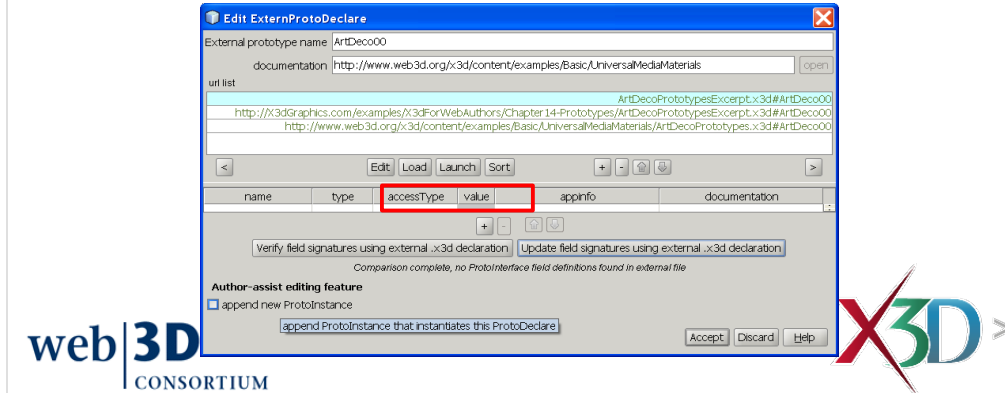 Edit ExternProtoDeclare
External prototype name ArtDeco00
documentation http://www.web3d.org/x3d/content/examples/Basic/UniversalMediaMaterials open
url list
ArtDecoPrototypesExcerpt.x3d#ArtDeco00
http://X3dGraphics.com/examples/X3dForWebAuthors/Chapter14-Prototypes/ArtDecoPrototypesExcerpt.x3d#ArtDeco00
http://www.web3d.org/x3d/content/examples/Basic/UniversalMediaMaterials/ArtDecoPrototypes.x3d#ArtDeco00
< Edit Load Launch Sort + - >
name type accessType value appinfo documentation
+ -
Verify field signatures using external .x3d declaration Update field signatures using external .x3d declaration
Comparison complete, no ProtoInterface field definitions found in external file
Author-assist editing feature
append new ProtoInstance
append ProtoInstance that instantiates this ProtoDeclare
Accept Discard Help
web 3D
CONSORTIUM
X3D
>